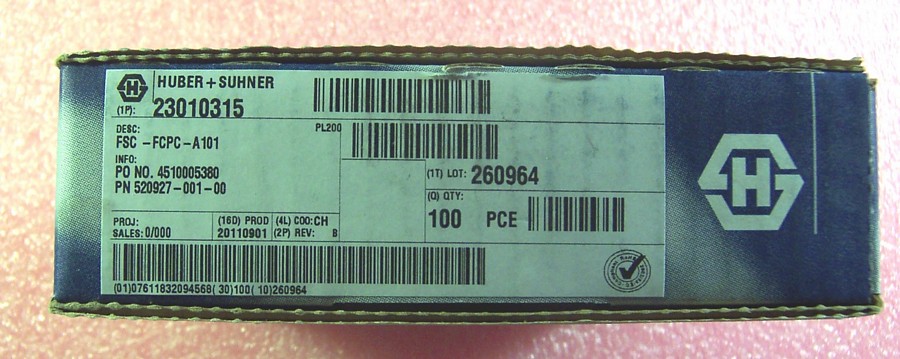 HUBER+SUHNER
(1P): 23010315
DESC:
FSC -FCPC-A101
PL200
INFO:
PO NO. 4510005380
PN 520927-001-00
(1T) LOT: 260964
(Q) QTY:
100 PCE
PROJ:
SALES: 0/000
(16D) PROD
20110901
(4L) COO:CH
(2P) REV: B
(01)07611832094568(30)100(10)260964
H